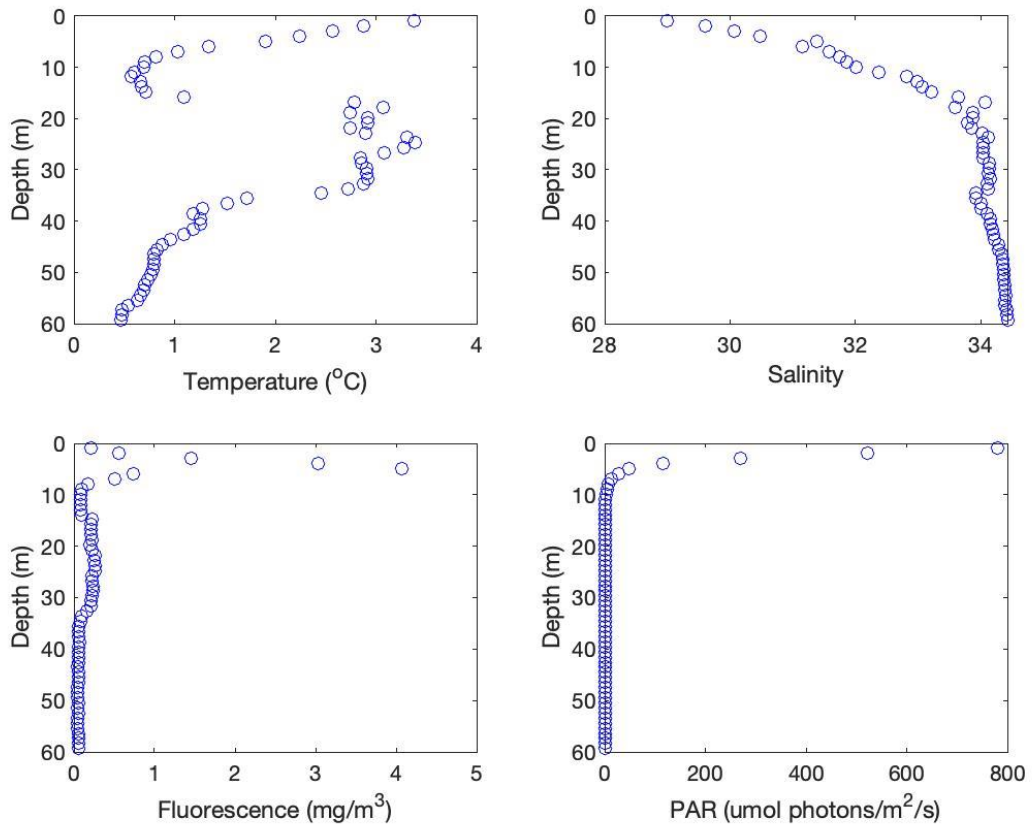 0
10
20
30
40
50
60
Depth (m)
0 1 2 3 4
Temperature (°C)
0
10
20
30
40
50
60
Depth (m)
28 30 32 34
Salinity
0
10
20
30
40
50
60
Depth (m)
0 1 2 3 4 5
Fluorescence (mg/m³)
0
10
20
30
40
50
60
Depth (m)
0 200 400 600 800
PAR (umol photons/m²/s)